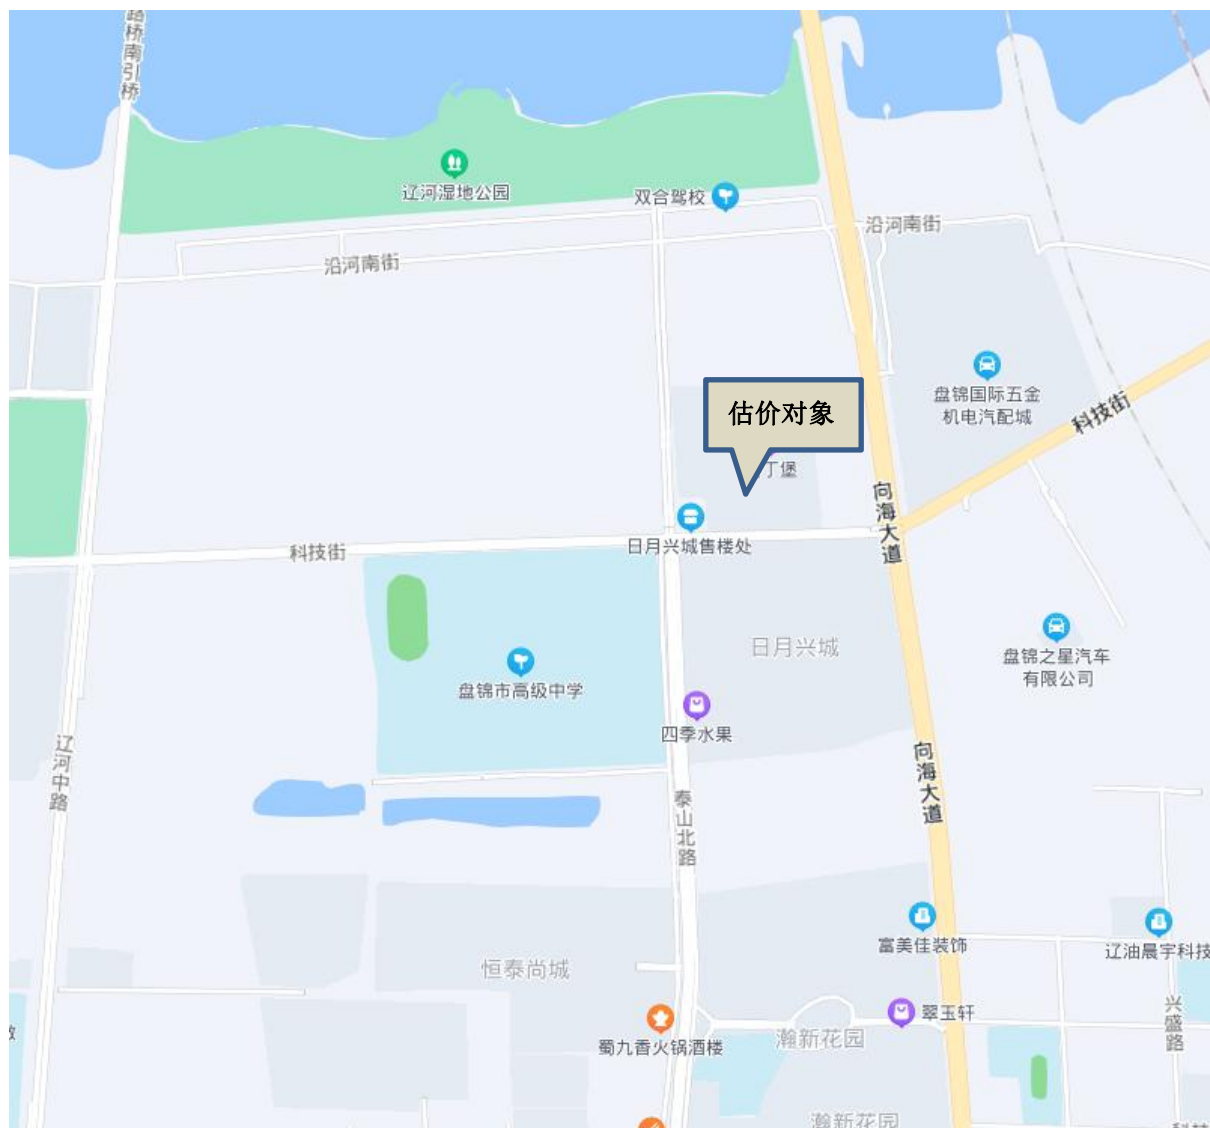 路桥南引桥
辽河湿地公园
双合驾校
沿河南街
沿河南街
盘锦国际五金
机电汽配城
科技街
估价对象
丁堡
向海大道
日月兴城售楼处
科技街
日月兴城
盘锦之星汽车
有限公司
盘锦市高级中学
四季水果
辽河中路
向海大道
泰山北路
富美佳装饰
辽油晨宇科技
恒泰尚城
翠玉轩
兴盛路
蜀九香火锅酒楼
瀚新花园
瀚新花园